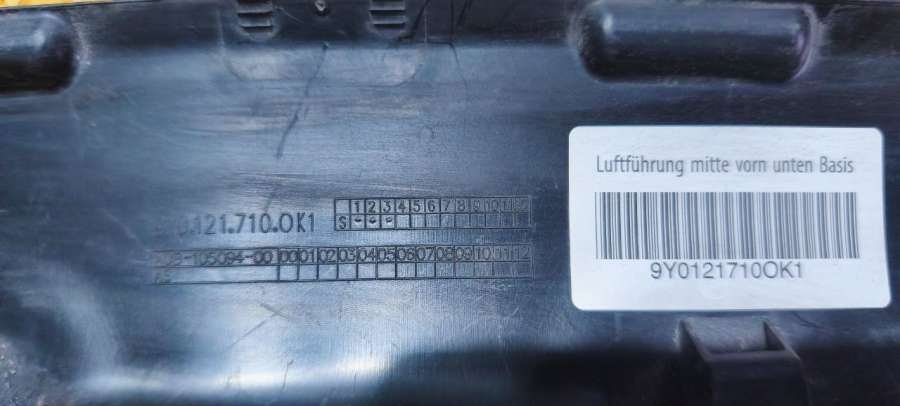 Luftführung mitte vorn unten Basis
9Y0121710OK1
.121.710.OK1
1 2 3 4 5 6 7 8 9 10 11 12
S
-105094-00 00 01 02 03 04 05 06 07 08 09 10 11 12